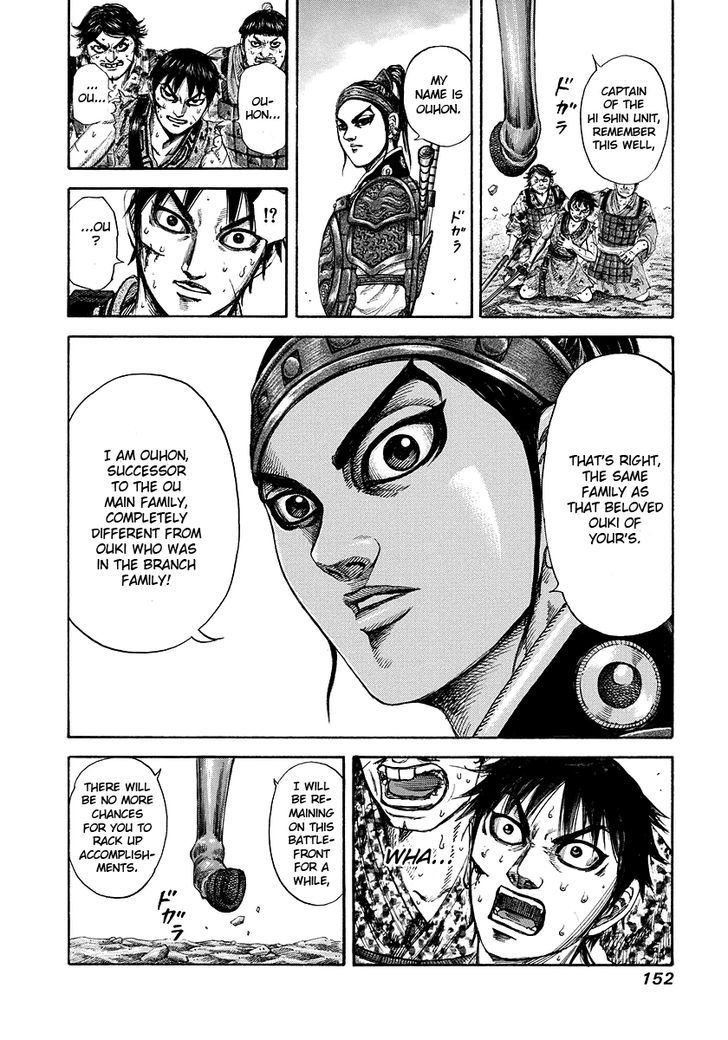 CAPTAIN
OF THE
HI SHIN UNIT,
REMEMBER
THIS WELL,
ドガラ
MY
NAME IS
OUHON.
ドガラ
OU-
HON...
...
OU...
!?
...OU
?
THAT'S RIGHT,
THE SAME
FAMILY AS
THAT BELOVED
OUKI OF
YOUR'S.
I AM OUHON,
SUCCESSOR
TO THE OU
MAIN FAMILY,
COMPLETELY
DIFFERENT FROM
OUKI WHO WAS
IN THE BRANCH
FAMILY!
WHA...
I WILL
BE RE-
MAINING
ON THIS
BATTLE-
FRONT FOR
A WHILE,
THERE WILL
BE NO MORE
CHANCES
FOR YOU TO
RACK UP
ACCOMPLISH-
MENTS.
ドガラ
152